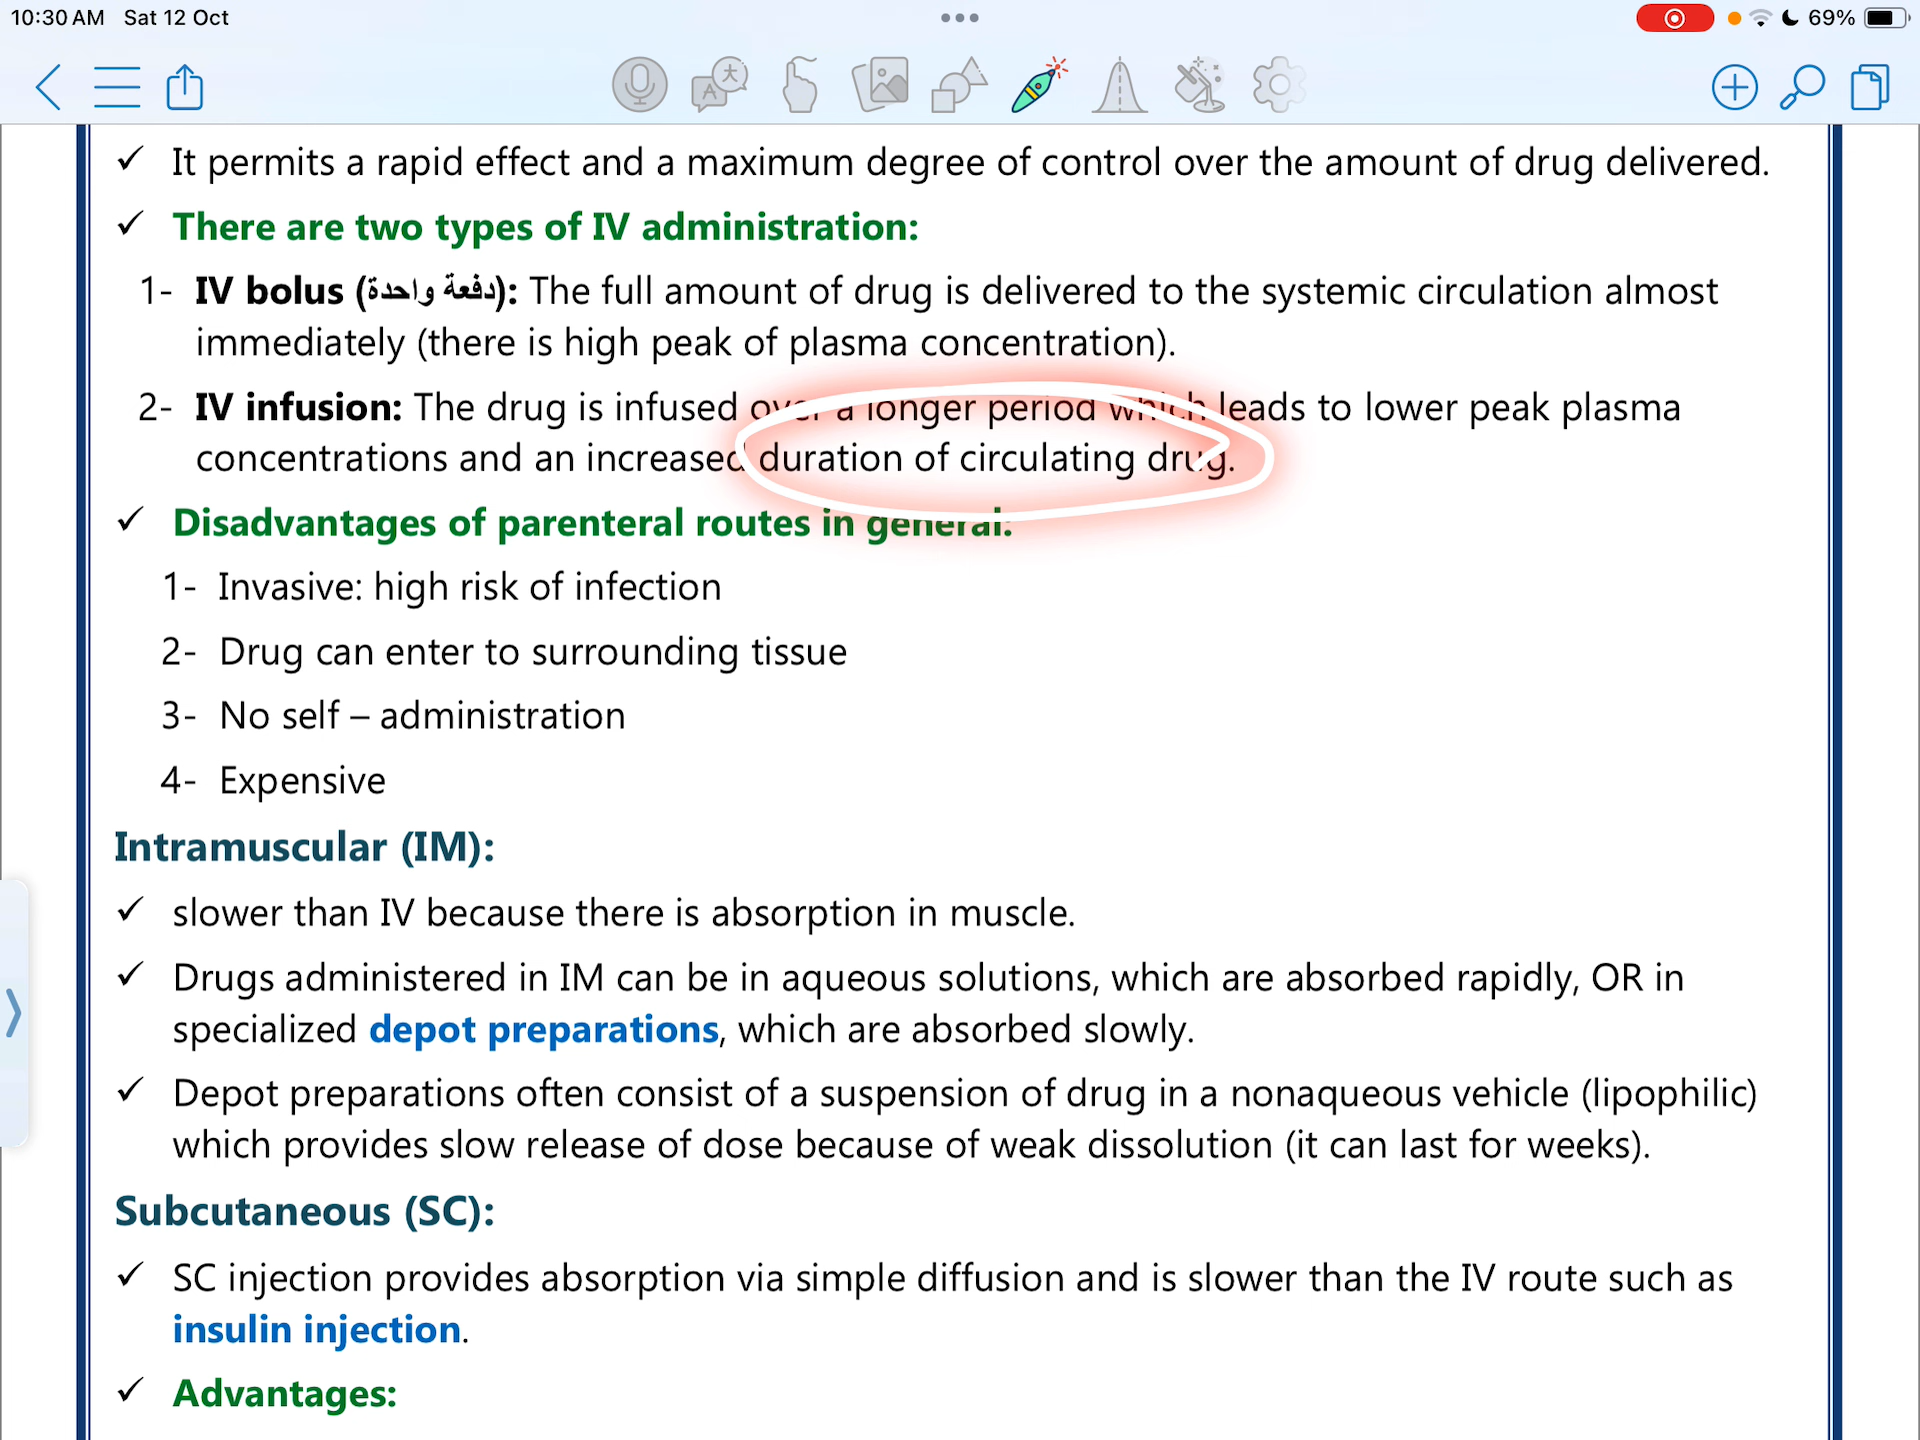 10:30 AM Sat 12 Oct
69%
✓ It permits a rapid effect and a maximum degree of control over the amount of drug delivered.
✓ There are two types of IV administration:
1- IV bolus (دفعة واحدة): The full amount of drug is delivered to the systemic circulation almost
immediately (there is high peak of plasma concentration).
2- IV infusion: The drug is infused over a longer period which leads to lower peak plasma
concentrations and an increased duration of circulating drug.
✓ Disadvantages of parenteral routes in general:
1- Invasive: high risk of infection
2- Drug can enter to surrounding tissue
3- No self – administration
4- Expensive
Intramuscular (IM):
✓ slower than IV because there is absorption in muscle.
✓ Drugs administered in IM can be in aqueous solutions, which are absorbed rapidly, OR in
specialized depot preparations, which are absorbed slowly.
✓ Depot preparations often consist of a suspension of drug in a nonaqueous vehicle (lipophilic)
which provides slow release of dose because of weak dissolution (it can last for weeks).
Subcutaneous (SC):
✓ SC injection provides absorption via simple diffusion and is slower than the IV route such as
insulin injection.
✓ Advantages: